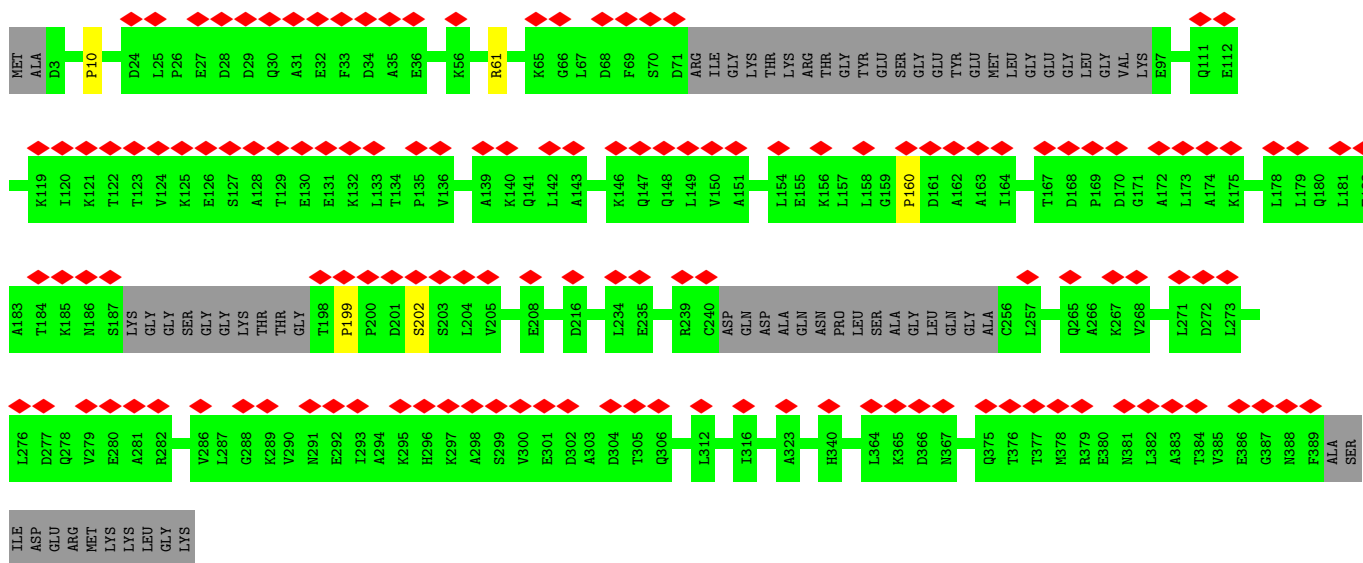 MET ALA D3 P10 D24 L25 P26 E27 D28 D29 Q30 A31 E32 F33 D34 A35 E36 K56 R61 K65 G66 L67 D68 F69 S70 D71 ARG ILE GLY LYS THR LYS ARG THR GLY TYR GLU SER GLY GLU TYR GLU MET LEU GLY GLU GLY LEU GLY VAL LYS E97 Q111 E112
K119 I120 K121 T122 T123 V124 K125 E126 S127 A128 T129 E130 E131 K132 L133 T134 P135 V136 A139 K140 Q141 L142 A143 K146 Q147 Q148 L149 V150 A151 L154 E155 K156 L157 L158 G159 P160 D161 A162 A163 I164 T167 D168 P169 D170 G171 A172 L173 A174 K175 L178 L179 Q180 L181
A183 T184 K185 N186 S187 LYS GLY GLY SER GLY GLY LYS THR THR GLY T198 P199 P200 D201 S202 S203 L204 V205 E208 D216 L234 E235 R239 C240 ASP GLN ASP ALA GLN ASN PRO LEU SER ALA GLY LEU GLN GLY ALA C256 L257 Q265 A266 K267 V268 L271 D272 L273
L276 D277 Q278 V279 E280 A281 R282 V286 L287 G288 K289 V290 N291 E292 I293 A294 K295 H296 K297 A298 S299 V300 E301 D302 A303 D304 T305 Q306 L312 I316 A323 H340 L364 K365 D366 N367 Q375 T376 T377 M378 R379 E380 N381 L382 A383 T384 V385 E386 G387 N388 F389 ALA SER
ILE ASP GLU ARG MET LYS LYS LEU GLY LYS